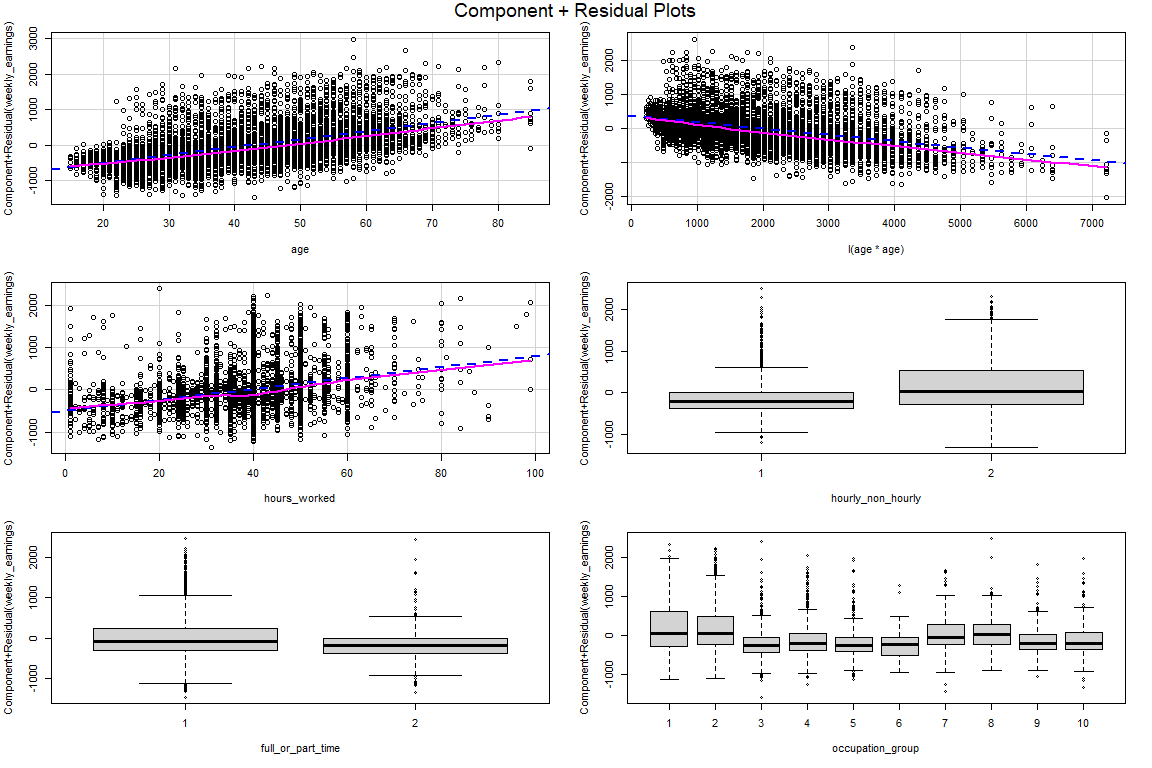 Component + Residual Plots
Component+Residual(weekly_earnings)
3000
2000
1000
0
-1000
20 30 40 50 60 70 80
age
Component+Residual(weekly_earnings)
2000
1000
0
-2000
0 1000 2000 3000 4000 5000 6000 7000
I(age * age)
Component+Residual(weekly_earnings)
2000
1000
0
-1000
0 20 40 60 80 100
hours_worked
Component+Residual(weekly_earnings)
2000
1000
0
-1000
1 2
hourly_non_hourly
Component+Residual(weekly_earnings)
2000
1000
0
-1000
1 2
full_or_part_time
Component+Residual(weekly_earnings)
2000
1000
0
-1000
1 2 3 4 5 6 7 8 9 10
occupation_group